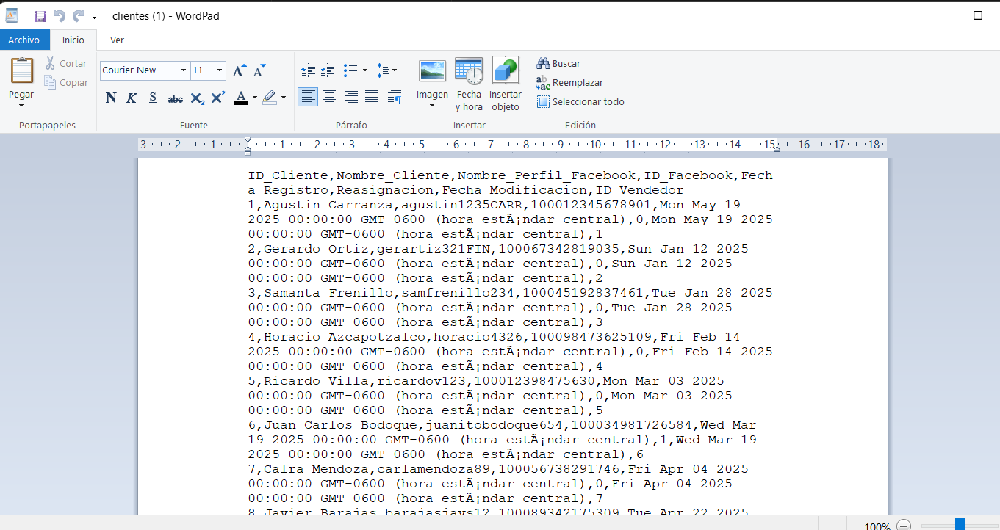 clientes (1) - WordPad
Archivo Inicio Ver
Pegar
Cortar
Copiar
Portapapeles
Courier New 11
N K S abc X₂ X² A
Fuente
Párrafo
Imagen
Fecha y hora
Insertar objeto
Insertar
Buscar
Reemplazar
Seleccionar todo
Edición
3 2 1 1 2 3 4 5 6 7 8 9 10 11 12 13 14 15 16 17 18
ID_Cliente,Nombre_Cliente,Nombre_Perfil_Facebook,ID_Facebook,Fech
a_Registro,Reasignacion,Fecha_Modificacion,ID_Vendedor
1,Agustin Carranza,agustin1235CARR,100012345678901,Mon May 19
2025 00:00:00 GMT-0600 (hora estÃ¡ndar central),0,Mon May 19 2025
00:00:00 GMT-0600 (hora estÃ¡ndar central),1
2,Gerardo Ortiz,gerartiz321FIN,100067342819035,Sun Jan 12 2025
00:00:00 GMT-0600 (hora estÃ¡ndar central),0,Sun Jan 12 2025
00:00:00 GMT-0600 (hora estÃ¡ndar central),2
3,Samanta Frenillo,samfrenillo234,100045192837461,Tue Jan 28 2025
00:00:00 GMT-0600 (hora estÃ¡ndar central),0,Tue Jan 28 2025
00:00:00 GMT-0600 (hora estÃ¡ndar central),3
4,Horacio Azcapotzalco,horacio4326,100098473625109,Fri Feb 14
2025 00:00:00 GMT-0600 (hora estÃ¡ndar central),0,Fri Feb 14 2025
00:00:00 GMT-0600 (hora estÃ¡ndar central),4
5,Ricardo Villa,ricardov123,100012398475630,Mon Mar 03 2025
00:00:00 GMT-0600 (hora estÃ¡ndar central),0,Mon Mar 03 2025
00:00:00 GMT-0600 (hora estÃ¡ndar central),5
6,Juan Carlos Bodoque,juanitobodoque654,100034981726584,Wed Mar
19 2025 00:00:00 GMT-0600 (hora estÃ¡ndar central),1,Wed Mar 19
2025 00:00:00 GMT-0600 (hora estÃ¡ndar central),6
7,Calra Mendoza,carlamendoza89,100056738291746,Fri Apr 04 2025
00:00:00 GMT-0600 (hora estÃ¡ndar central),0,Fri Apr 04 2025
00:00:00 GMT-0600 (hora estÃ¡ndar central),7
8,Javier Barajas,barajasjavs12,100089342175309,Tue Apr 22 2025
100%